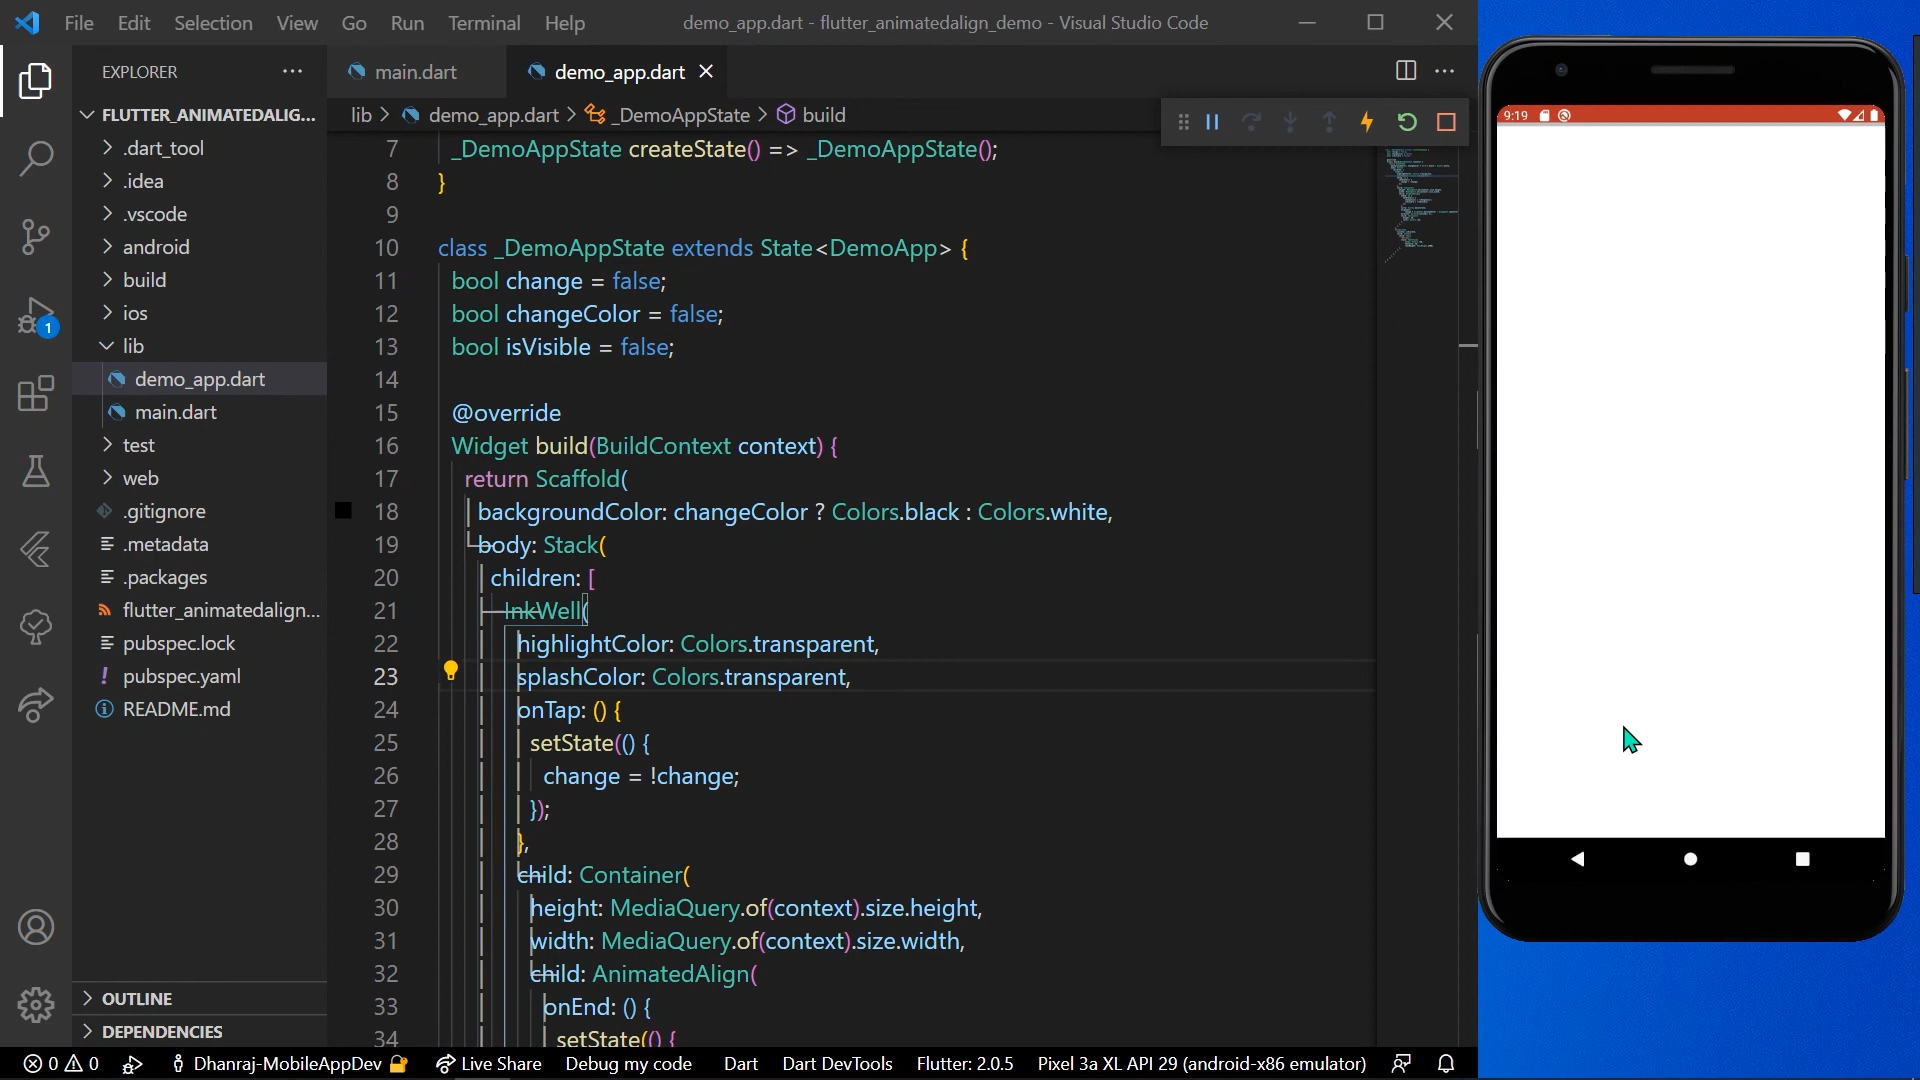 File Edit Selection View Go Run Terminal Help
demo_app.dart - flutter_animatedalign_demo - Visual Studio Code
EXPLORER
main.dart
demo_app.dart
FLUTTER_ANIMATEDALIG...
.dart_tool
.idea
.vscode
android
build
ios
lib
demo_app.dart
main.dart
test
web
.gitignore
.metadata
.packages
flutter_animatedalign...
pubspec.lock
pubspec.yaml
README.md
OUTLINE
DEPENDENCIES
1
lib > demo_app.dart > _DemoAppState > build
7 _DemoAppState createState() => _DemoAppState();
8 }
9
10 class _DemoAppState extends State<DemoApp> {
11 bool change = false;
12 bool changeColor = false;
13 bool isVisible = false;
14
15 @override
16 Widget build(BuildContext context) {
17 return Scaffold(
18 backgroundColor: changeColor ? Colors.black : Colors.white,
19 body: Stack(
20 children: [
21 InkWell(
22 highlightColor: Colors.transparent,
23 splashColor: Colors.transparent,
24 onTap: () {
25 setState(() {
26 change = !change;
27 });
28 },
29 child: Container(
30 height: MediaQuery.of(context).size.height,
31 width: MediaQuery.of(context).size.width,
32 child: AnimatedAlign(
33 onEnd: () {
34 setState(() {
9:19
0 0 Dhanraj-MobileAppDev Live Share Debug my code Dart Dart DevTools Flutter: 2.0.5 Pixel 3a XL API 29 (android-x86 emulator)